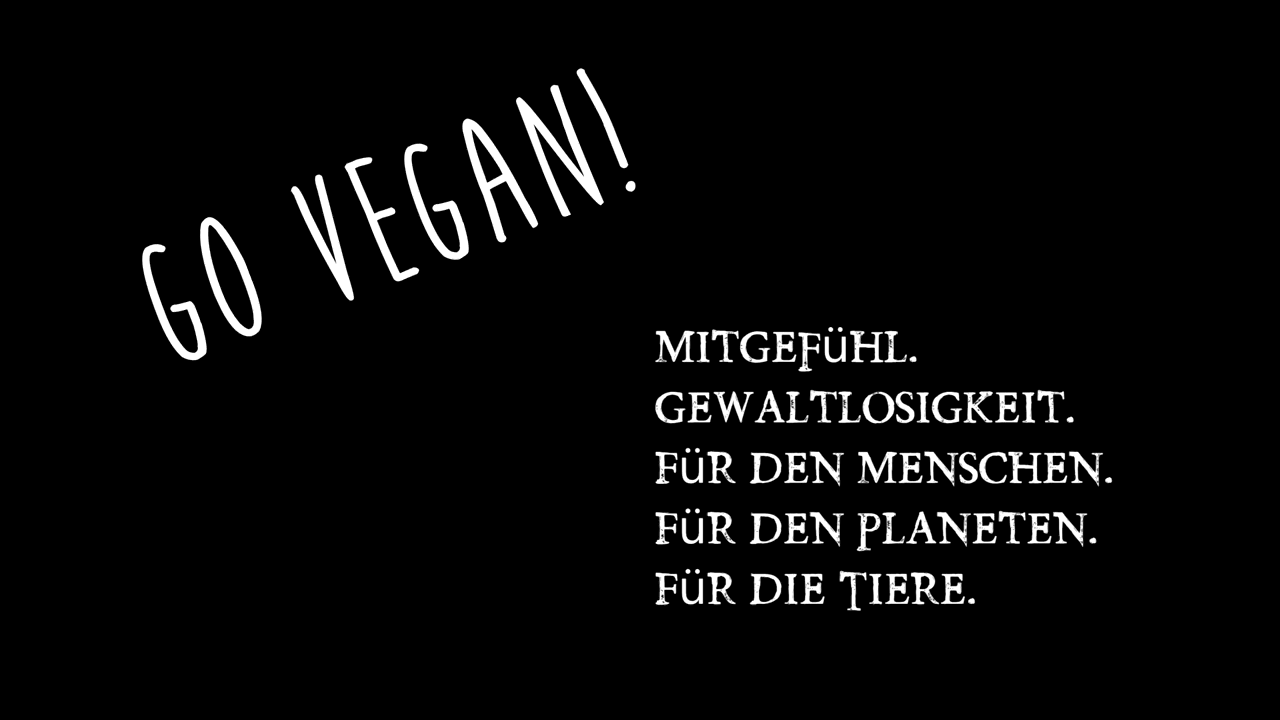 GO VEGAN!
MITGEFÜHL.
GEWALTLOSIGKEIT.
FÜR DEN MENSCHEN.
FÜR DEN PLANETEN.
FÜR DIE TIERE.